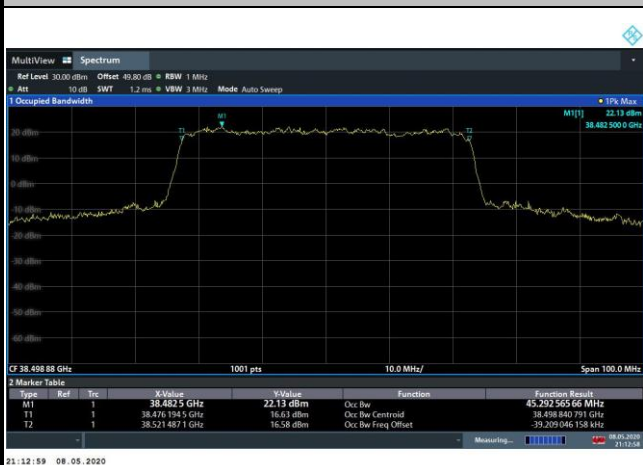 MultiView Spectrum
Ref Level 30.00 dBm Offset 49.80 dB RBW 1 MHz
Att 10 dB SWT 1.2 ms VBW 3 MHz Mode Auto Sweep
1 Occupied Bandwidth 1Pk Max
M1[1] 22.13 dBm
38.482 500 0 GHz
M1
T1 T2
20 dBm
10 dBm
0 dBm
-10 dBm
-20 dBm
-30 dBm
-40 dBm
-50 dBm
-60 dBm
CF 38.498 88 GHz 1001 pts 10.0 MHz/ Span 100.0 MHz
2 Marker Table
Type Ref Trc X-Value Y-Value Function Function Result
M1 1 38.482 5 GHz 22.13 dBm Occ Bw 45.292 565 66 MHz
T1 1 38.476 194 5 GHz 16.63 dBm Occ Bw Centroid 38.498 840 791 GHz
T2 1 38.521 487 1 GHz 16.58 dBm Occ Bw Freq Offset -39.209 046 158 kHz
Measuring... 08.05.2020
21:12:58
21:12:59 08.05.2020